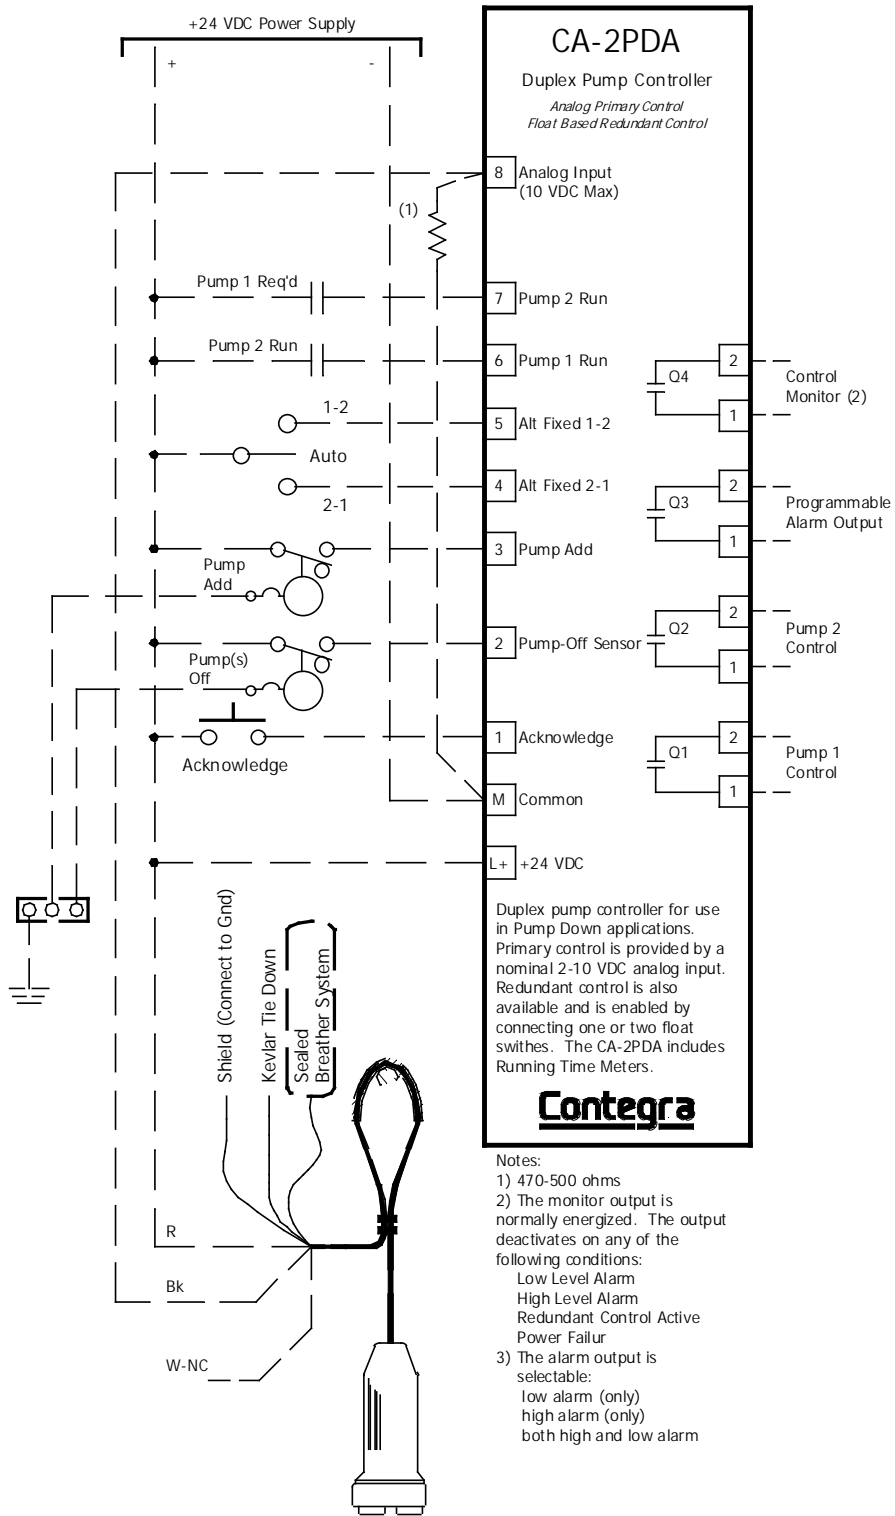 +24 VDC Power Supply
+
-
CA-2PDA
Duplex Pump Controller
Analog Primary Control
Float Based Redundant Control
8
Analog Input
(10 VDC Max)
(1)
Pump 1 Req'd
7
Pump 2 Run
Pump 2 Run
6
Pump 1 Run
2
Q4
1
Control
Monitor (2)
1-2
5
Alt Fixed 1-2
Auto
4
Alt Fixed 2-1
2-1
2
Q3
1
Programmable
Alarm Output
3
Pump Add
Pump
Add
2
Pump-Off Sensor
Pump(s)
Off
2
Q2
1
Pump 2
Control
1
Acknowledge
Acknowledge
2
Q1
1
Pump 1
Control
M
Common
L+
+24 VDC
Shield (Connect to Gnd)
Kevlar Tie Down
Sealed
Breather System
Duplex pump controller for use
in Pump Down applications.
Primary control is provided by a
nominal 2-10 VDC analog input.
Redundant control is also
available and is enabled by
connecting one or two float
swithes. The CA-2PDA includes
Running Time Meters.
Contegra
R
Bk
W-NC
Notes:
1) 470-500 ohms
2) The monitor output is
normally energized. The output
deactivates on any of the
following conditions:
Low Level Alarm
High Level Alarm
Redundant Control Active
Power Failur
3) The alarm output is
selectable:
low alarm (only)
high alarm (only)
both high and low alarm